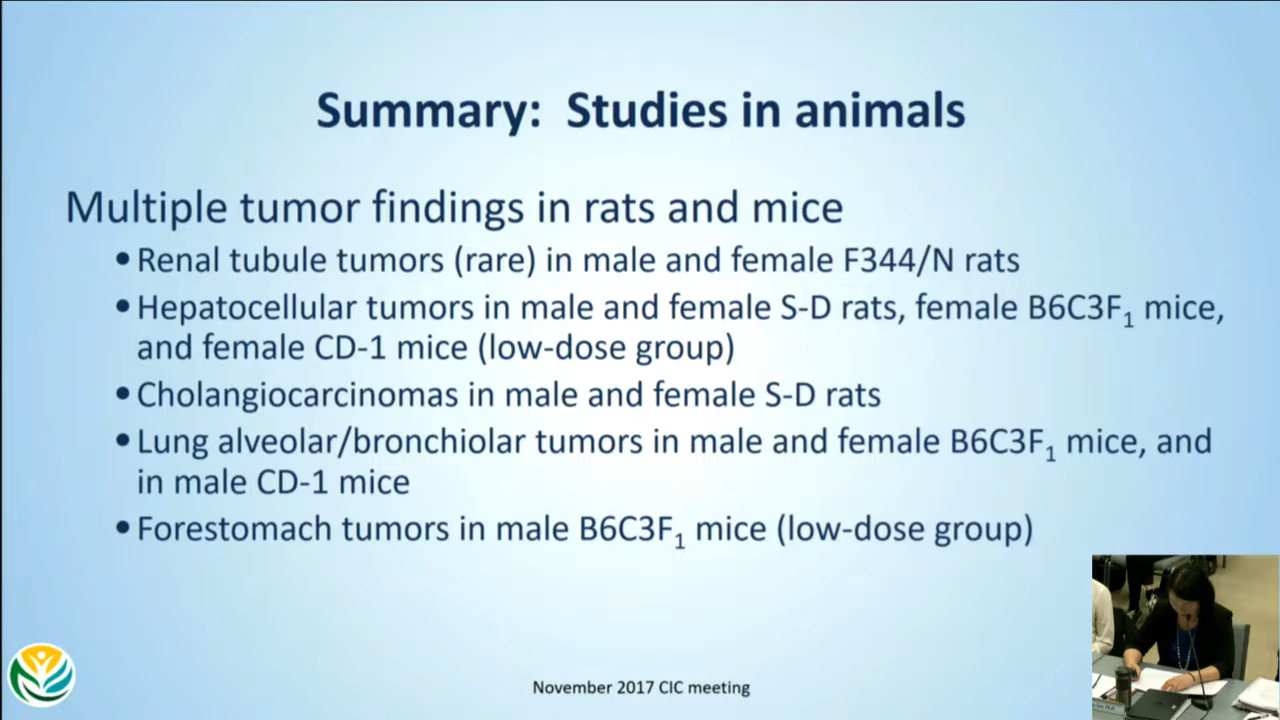 Summary:  Studies in animals
Multiple tumor findings in rats and mice
•Renal tubule tumors (rare) in male and female F344/N rats
•Hepatocellular tumors in male and female S-D rats, female B6C3F₁ mice,
and female CD-1 mice (low-dose group)
•Cholangiocarcinomas in male and female S-D rats
•Lung alveolar/bronchiolar tumors in male and female B6C3F₁ mice, and
in male CD-1 mice
•Forestomach tumors in male B6C3F₁ mice (low-dose group)
November 2017 CIC meeting